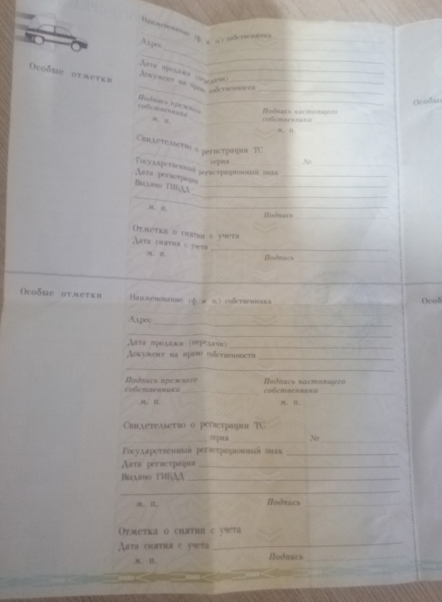 Особые отметки
Наименование (ф. и. о.) собственника
Адрес
Дата продажи (передачи)
Документ на право собственности
Подпись прежнего собственника
Подпись настоящего собственника
м. п.
м. п.
Свидетельство о регистрации ТС
серия №
Государственный регистрационный знак
Дата регистрации
Выдано ГИБДД
м. п.
Подпись
Отметка о снятии с учета
Дата снятия с учета
м. п.
Подпись
Особые отметки
Наименование (ф. и. о.) собственника
Адрес
Дата продажи (передачи)
Документ на право собственности
Подпись прежнего собственника
Подпись настоящего собственника
м. п.
м. п.
Свидетельство о регистрации ТС
серия №
Государственный регистрационный знак
Дата регистрации
Выдано ГИБДД
м. п.
Подпись
Отметка о снятии с учета
Дата снятия с учета
м. п.
Подпись